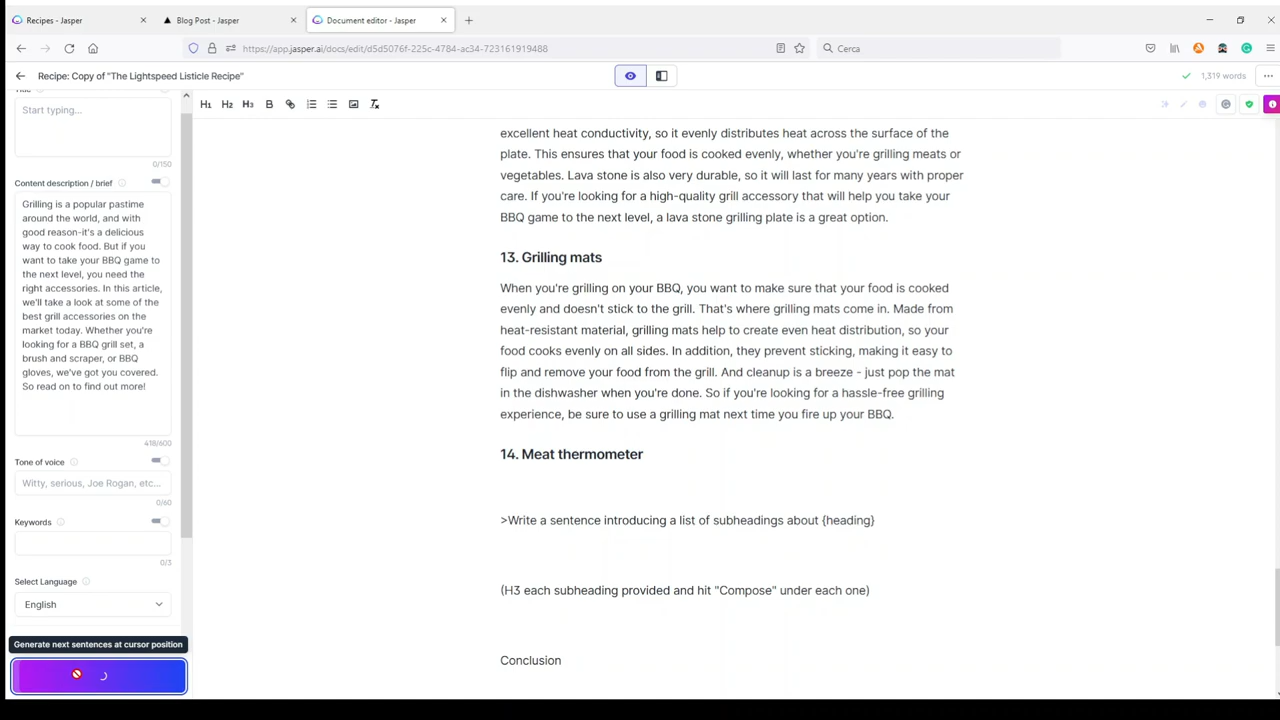 Recipes - Jasper
Blog Post - Jasper
Document editor - Jasper
https://app.jasper.ai/docs/edit/d5d5076f-225c-4784-ac34-723161919488
Cerca
Recipe: Copy of "The Lightspeed Listicle Recipe"
1,319 words
H1 H2 H3 B
Title
Start typing...
0/150
Content description / brief
Grilling is a popular pastime
around the world, and with
good reason-it's a delicious
way to cook food. But if you
want to take your BBQ game to
the next level, you need the
right accessories. In this article,
we'll take a look at some of the
best grill accessories on the
market today. Whether you're
looking for a BBQ grill set, a
brush and scraper, or BBQ
gloves, we've got you covered.
So read on to find out more!
418/600
Tone of voice
Witty, serious, Joe Rogan, etc...
0/60
Keywords
0/3
Select Language
English
Generate next sentences at cursor position
excellent heat conductivity, so it evenly distributes heat across the surface of the
plate. This ensures that your food is cooked evenly, whether you're grilling meats or
vegetables. Lava stone is also very durable, so it will last for many years with proper
care. If you're looking for a high-quality grill accessory that will help you take your
BBQ game to the next level, a lava stone grilling plate is a great option.
13. Grilling mats
When you're grilling on your BBQ, you want to make sure that your food is cooked
evenly and doesn't stick to the grill. That's where grilling mats come in. Made from
heat-resistant material, grilling mats help to create even heat distribution, so your
food cooks evenly on all sides. In addition, they prevent sticking, making it easy to
flip and remove your food from the grill. And cleanup is a breeze - just pop the mat
in the dishwasher when you're done. So if you're looking for a hassle-free grilling
experience, be sure to use a grilling mat next time you fire up your BBQ.
14. Meat thermometer
>Write a sentence introducing a list of subheadings about {heading}
(H3 each subheading provided and hit "Compose" under each one)
Conclusion